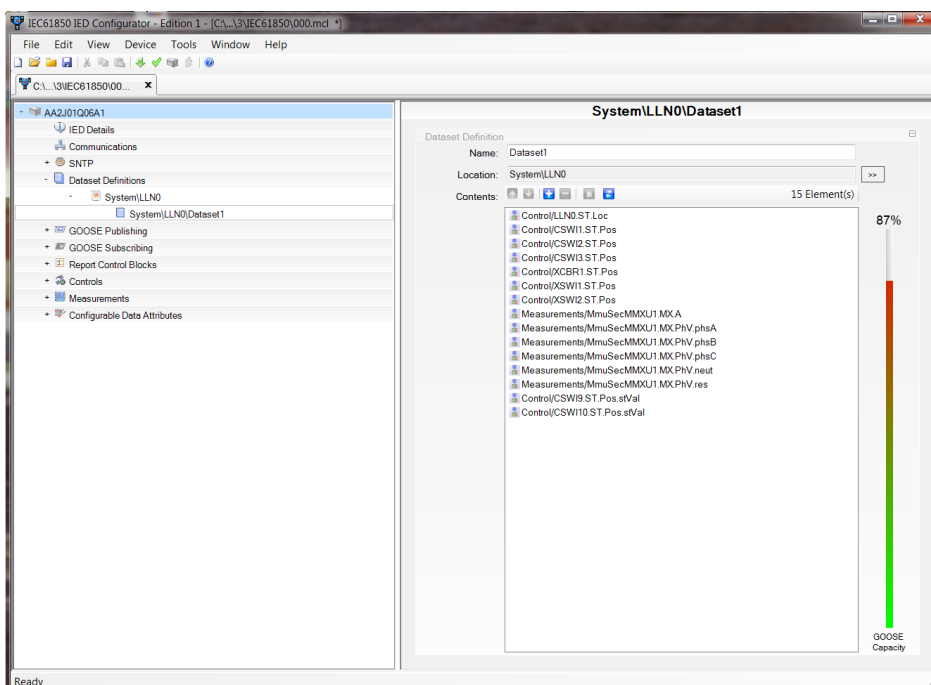 IEC61850 IED Configurator - Edition 1 - [C:\...\3\IEC61850\000.mcl *]
File Edit View Device Tools Window Help
C:\...\3\IEC61850\00... x
AA2J01Q06A1
IED Details
Communications
SNTP
Dataset Definitions
System\LLN0
System\LLN0\Dataset1
GOOSE Publishing
GOOSE Subscribing
Report Control Blocks
Controls
Measurements
Configurable Data Attributes
System\LLN0\Dataset1
Dataset Definition
Name: Dataset1
Location: System\LLN0 >>
Contents: 15 Element(s)
Control/LLN0.ST.Loc
Control/CSWI1.ST.Pos
Control/CSWI2.ST.Pos
Control/CSWI3.ST.Pos
Control/XCBR1.ST.Pos
Control/XSWI1.ST.Pos
Control/XSWI2.ST.Pos
Measurements/MmuSecMMXU1.MX.A
Measurements/MmuSecMMXU1.MX.PhV.phsA
Measurements/MmuSecMMXU1.MX.PhV.phsB
Measurements/MmuSecMMXU1.MX.PhV.phsC
Measurements/MmuSecMMXU1.MX.PhV.neut
Measurements/MmuSecMMXU1.MX.PhV.res
Control/CSWI9.ST.Pos.stVal
Control/CSWI10.ST.Pos.stVal
87%
GOOSE
Capacity
Ready